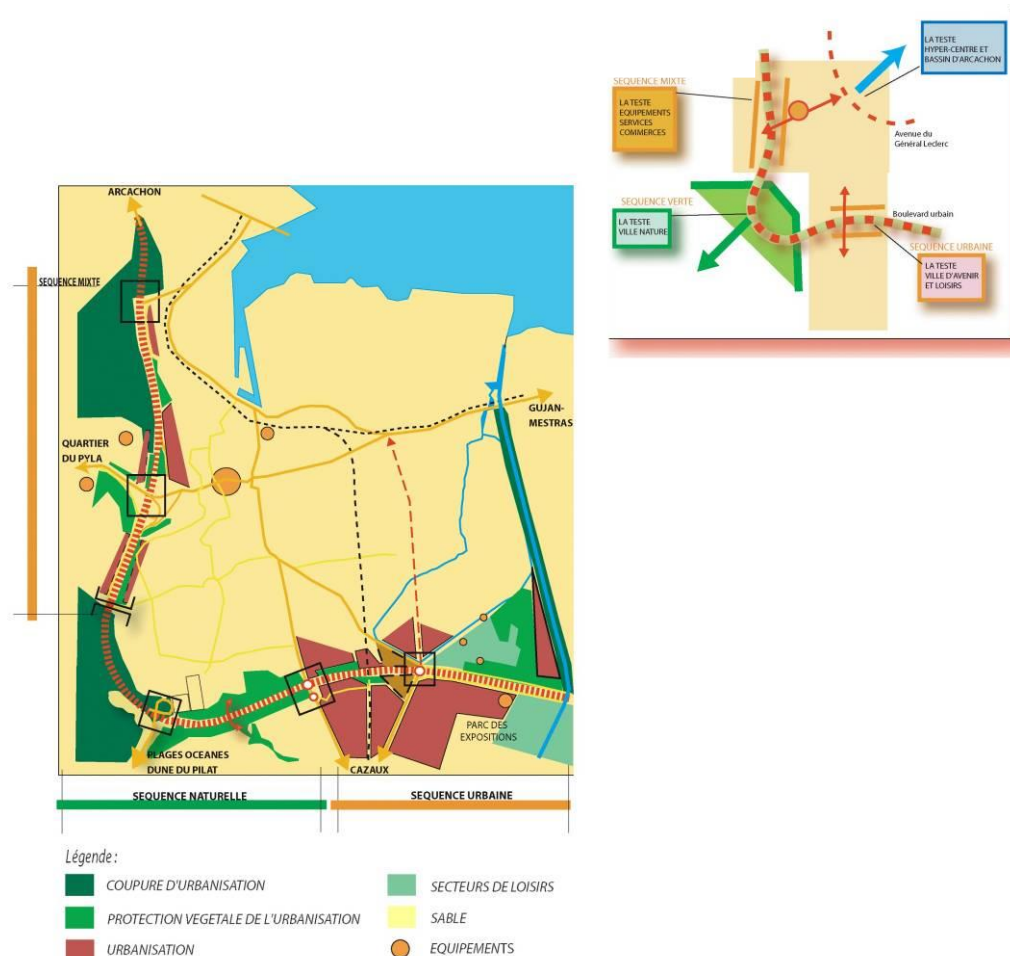 LA TESTE
HYPER-CENTRE ET
BASSIN D'ARCACHON
SEQUENCE MIXTE
LA TESTE
EQUIPEMENTS
SERVICES
COMMERCES
Avenue du
Général Leclerc
SEQUENCE VERTE
LA TESTE
VILLE NATURE
Boulevard urbain
SEQUENCE URBAINE
LA TESTE
VILLE D'AVENIR
ET LOISIRS
ARCACHON
SEQUENCE MIXTE
GUJAN-
MESTRAS
QUARTIER
DU PYLA
PARC DES
EXPOSITIONS
PLAGES OCEANES
DUNE DU PILAT
CAZAUX
SEQUENCE NATURELLE
SEQUENCE URBAINE
Légende :
COUPURE D'URBANISATION
PROTECTION VEGETALE DE L'URBANISATION
URBANISATION
SECTEURS DE LOISIRS
SABLE
EQUIPEMENTS